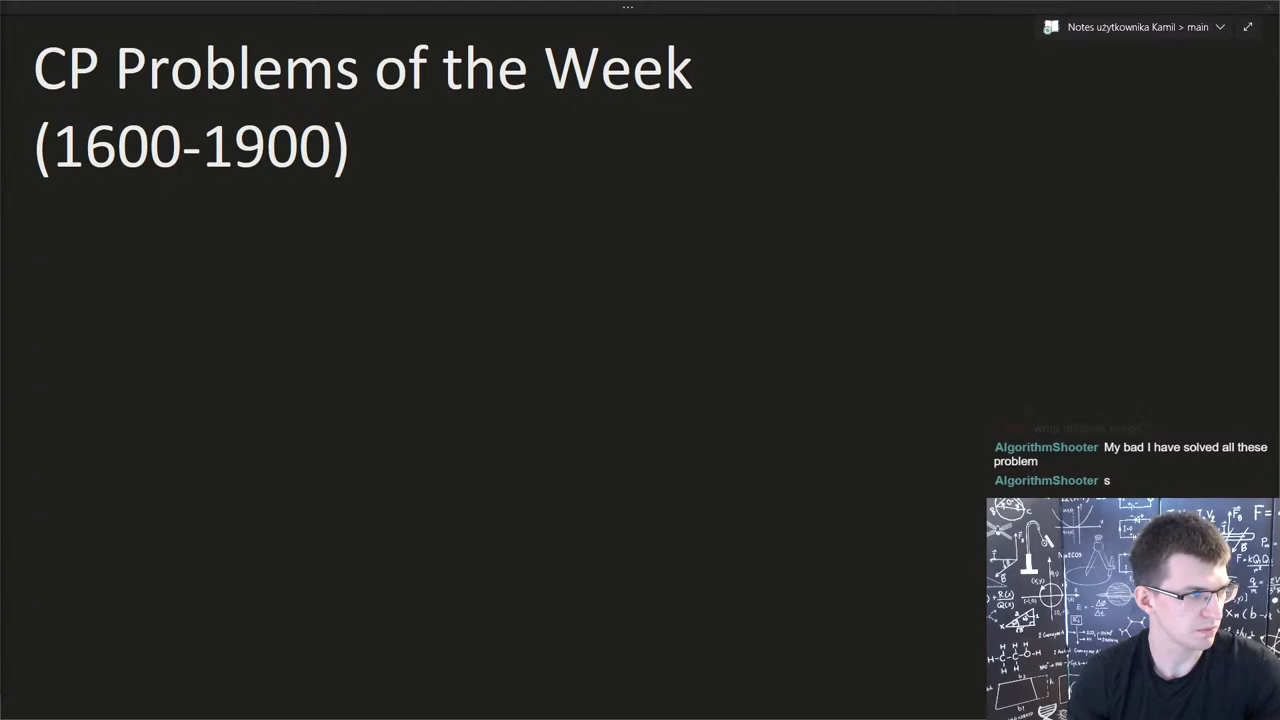 Notes użytkownika Kamil > main
CP Problems of the Week
(1600-1900)
AlgorithmShooter My bad I have solved all these
problem
AlgorithmShooter s